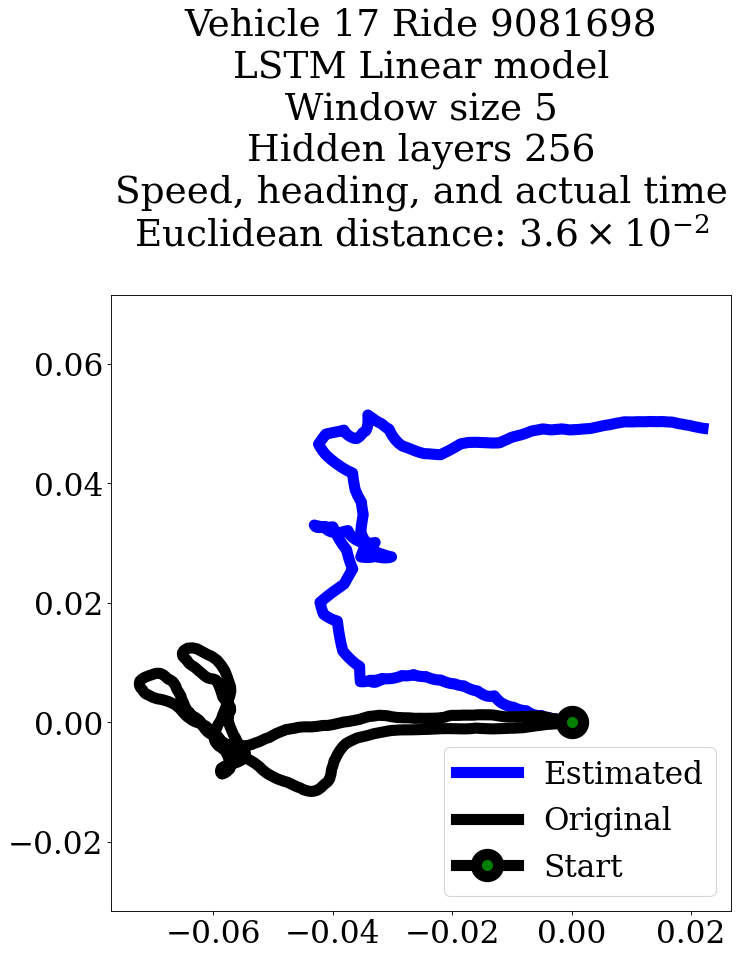 Vehicle 17 Ride 9081698
LSTM Linear model
Window size 5
Hidden layers 256
Speed, heading, and actual time
Euclidean distance: 3.6 × 10⁻²
0.06
0.04
0.02
0.00
−0.02
Estimated
Original
Start
−0.06 −0.04 −0.02 0.00 0.02